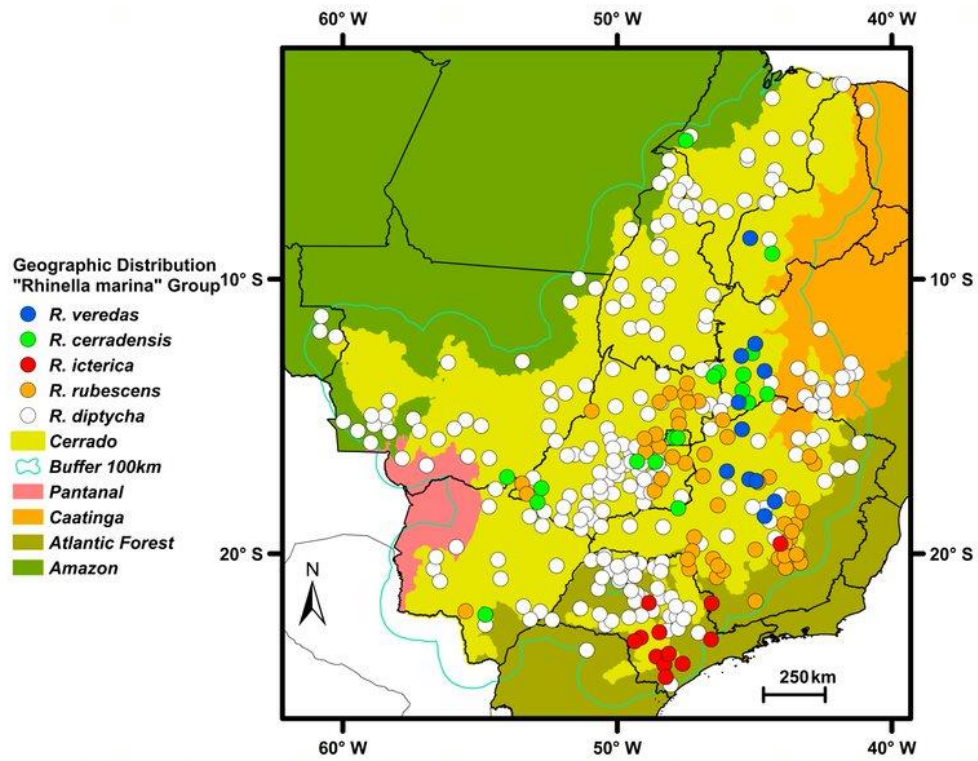 60° W 50° W 40° W
Geographic Distribution
"Rhinella marina" Group
10° S 10° S
R. veredas
R. cerradensis
R. icterica
R. rubescens
R. diptycha
Cerrado
Buffer 100km
Pantanal
Caatinga
Atlantic Forest
20° S 20° S
Amazon
N
250 km
60° W 50° W 40° W